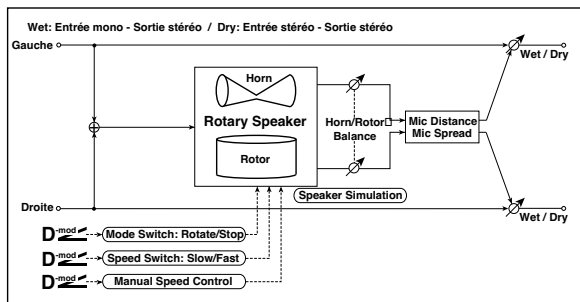 Wet: Entrée mono - Sortie stéréo / Dry: Entrée stéréo - Sortie stéréo
Gauche
Wet / Dry
Horn
Rotary Speaker
Rotor
Horn/Rotor
Balance
Mic Distance
Mic Spread
Speaker Simulation
Droite
Wet / Dry
D-mod
Mode Switch: Rotate/Stop
D-mod
Speed Switch: Slow/Fast
D-mod
Manual Speed Control